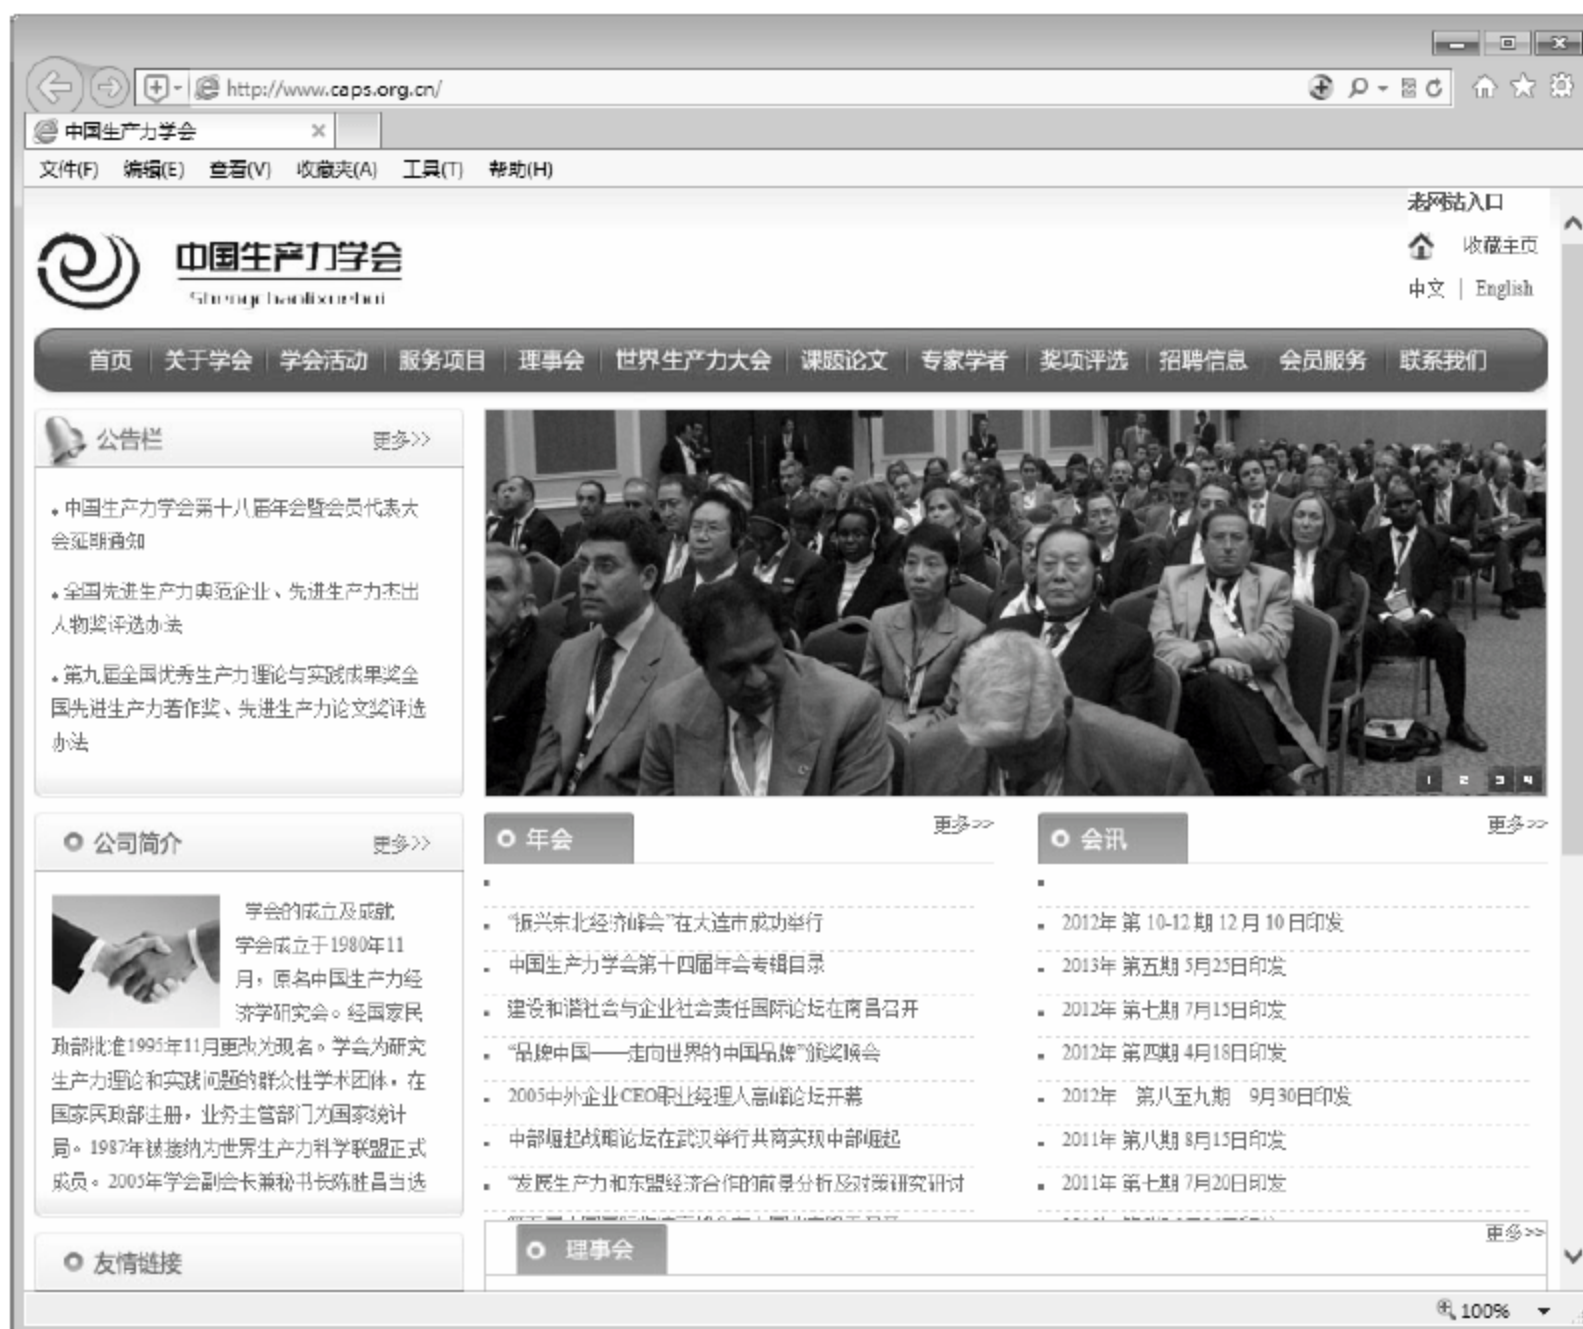 http://www.caps.org.cn/
中国生产力学会
文件(F) 编辑(E) 查看(V) 收藏夹(A) 工具(T) 帮助(H)
老网站入口
收藏主页
中文 | English
中国生产力学会
首页 关于学会 学会活动 服务项目 理事会 世界生产力大会 课题论文 专家学者 奖项评选 招聘信息 会员服务 联系我们
公告栏 更多>>
中国生产力学会第十八届年会暨会员代表大
会延期通知
全国先进生产力典范企业、先进生产力杰出
人物奖评选办法
第九届全国优秀生产力理论与实践成果奖全
国先进生产力著作奖、先进生产力论文奖评选
办法
1 2 3 4
公司简介 更多>>
学会的成立及成就
学会成立于1980年11
月，原名中国生产力经
济学研究会。经国家民
政部批准1995年11月更改为现名。学会为研究
生产力理论和实践问题的群众性学术团体，在
国家民政部注册，业务主管部门为国家统计
局。1987年被接纳为世界生产力科学联盟正式
成员。2005年学会副会长兼秘书长陈胜昌当选
友情链接
年会 更多>>
“振兴东北经济峰会”在大连市成功举行
中国生产力学会第十四届年会专辑目录
建设和谐社会与企业社会责任国际论坛在南昌召开
“品牌中国——走向世界的中国品牌”颁奖晚会
2005中外企业CEO职业经理人高峰论坛开幕
中部崛起战略论坛在武汉举行共商实现中部崛起
“发展生产力和东盟经济合作的前景分析及对策研究研讨
会讯 更多>>
2012年 第 10-12 期 12 月 10 日印发
2013年 第五期 5月25日印发
2012年 第七期 7月15日印发
2012年 第四期 4月18日印发
2012年 第八至九期 9月30日印发
2011年 第八期 8月15日印发
2011年 第七期 7月20日印发
理事会 更多>>
100%